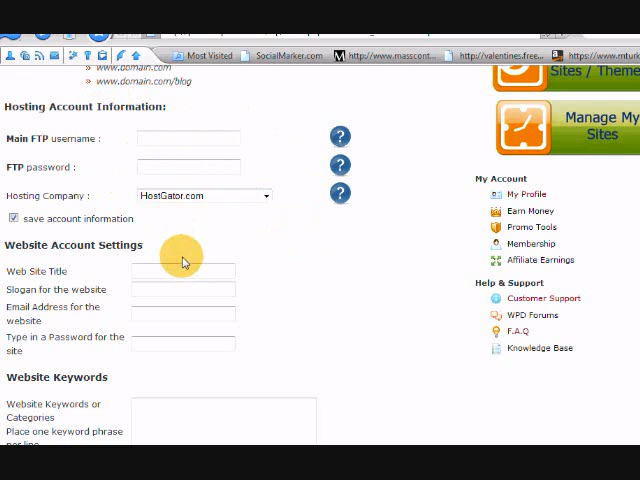 Most Visited
SocialMarker.com
http://www.masscont...
http://valentines.free...
https://www.mturk
www.domain.com
www.domain.com/blog
Sites / Theme
Hosting Account Information:
Manage My
Sites
Main FTP username :
?
FTP password :
?
Hosting Company :
HostGator.com
?
save account information
Website Account Settings
Web Site Title
Slogan for the website
Email Address for the
website
Type in a Password for the
site
Website Keywords
Website Keywords or
Categories
Place one keyword phrase
per line
My Account
My Profile
Earn Money
Promo Tools
Membership
Affiliate Earnings
Help & Support
Customer Support
WPD Forums
F.A.Q
Knowledge Base